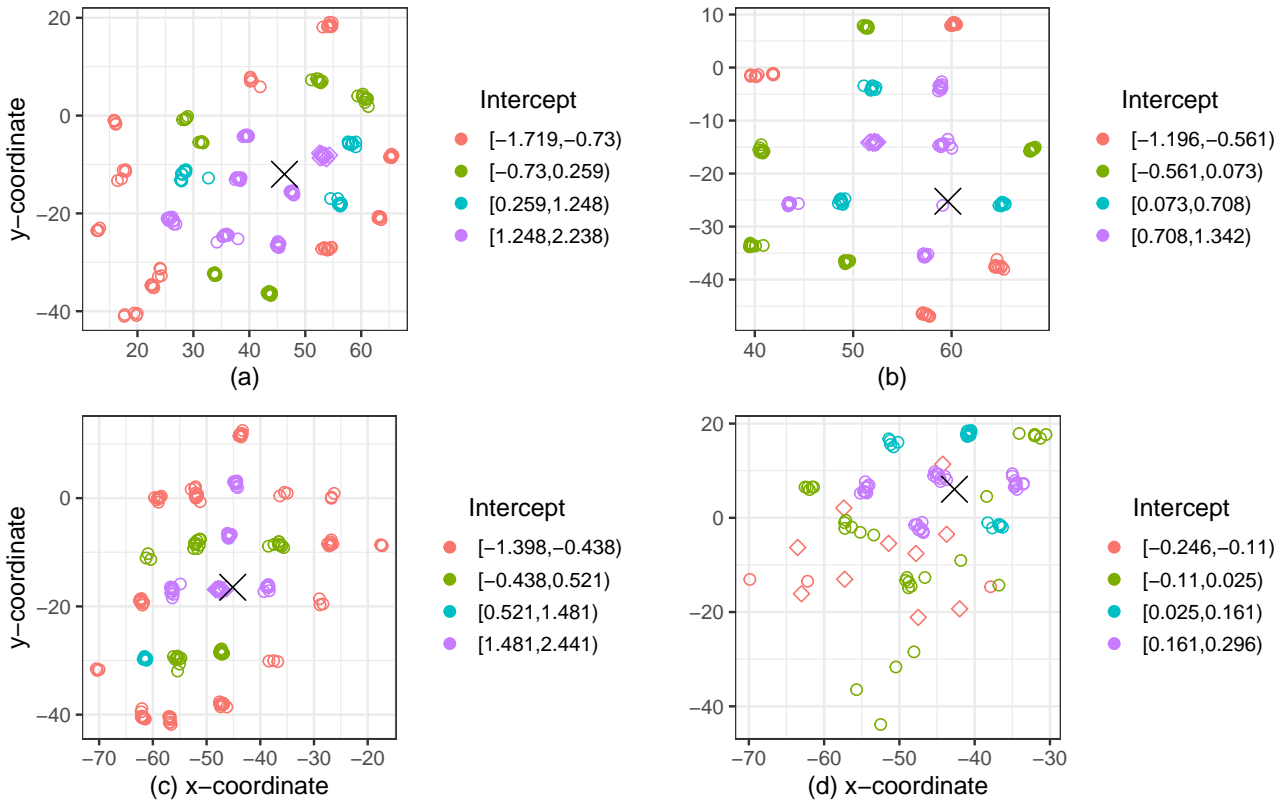 20
0
−20
−40
y−coordinate
20 30 40 50 60
(a)
Intercept
[−1.719,−0.73)
[−0.73,0.259)
[0.259,1.248)
[1.248,2.238)
10
0
−10
−20
−30
−40
40 50 60
(b)
Intercept
[−1.196,−0.561)
[−0.561,0.073)
[0.073,0.708)
[0.708,1.342)
0
−20
−40
y−coordinate
−70 −60 −50 −40 −30 −20
(c) x−coordinate
Intercept
[−1.398,−0.438)
[−0.438,0.521)
[0.521,1.481)
[1.481,2.441)
20
0
−20
−40
−70 −60 −50 −40 −30
(d) x−coordinate
Intercept
[−0.246,−0.11)
[−0.11,0.025)
[0.025,0.161)
[0.161,0.296)